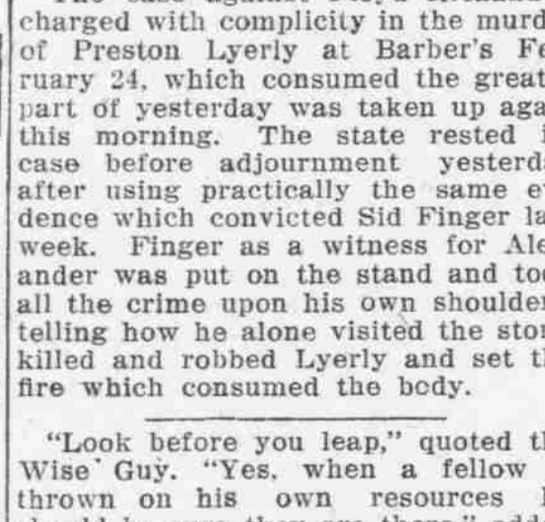 charged with complicity in the murd
of Preston Lyerly at Barber's Fe
ruary 24, which consumed the great
part of yesterday was taken up aga
this morning. The state rested i
case before adjournment yesterd
after using practically the same ev
dence which convicted Sid Finger la
week. Finger as a witness for Ale
ander was put on the stand and too
all the crime upon his own shoulder
telling how he alone visited the stor
killed and robbed Lyerly and set th
fire which consumed the body.
"Look before you leap," quoted th
Wise Guy. "Yes, when a fellow
thrown on his own resources